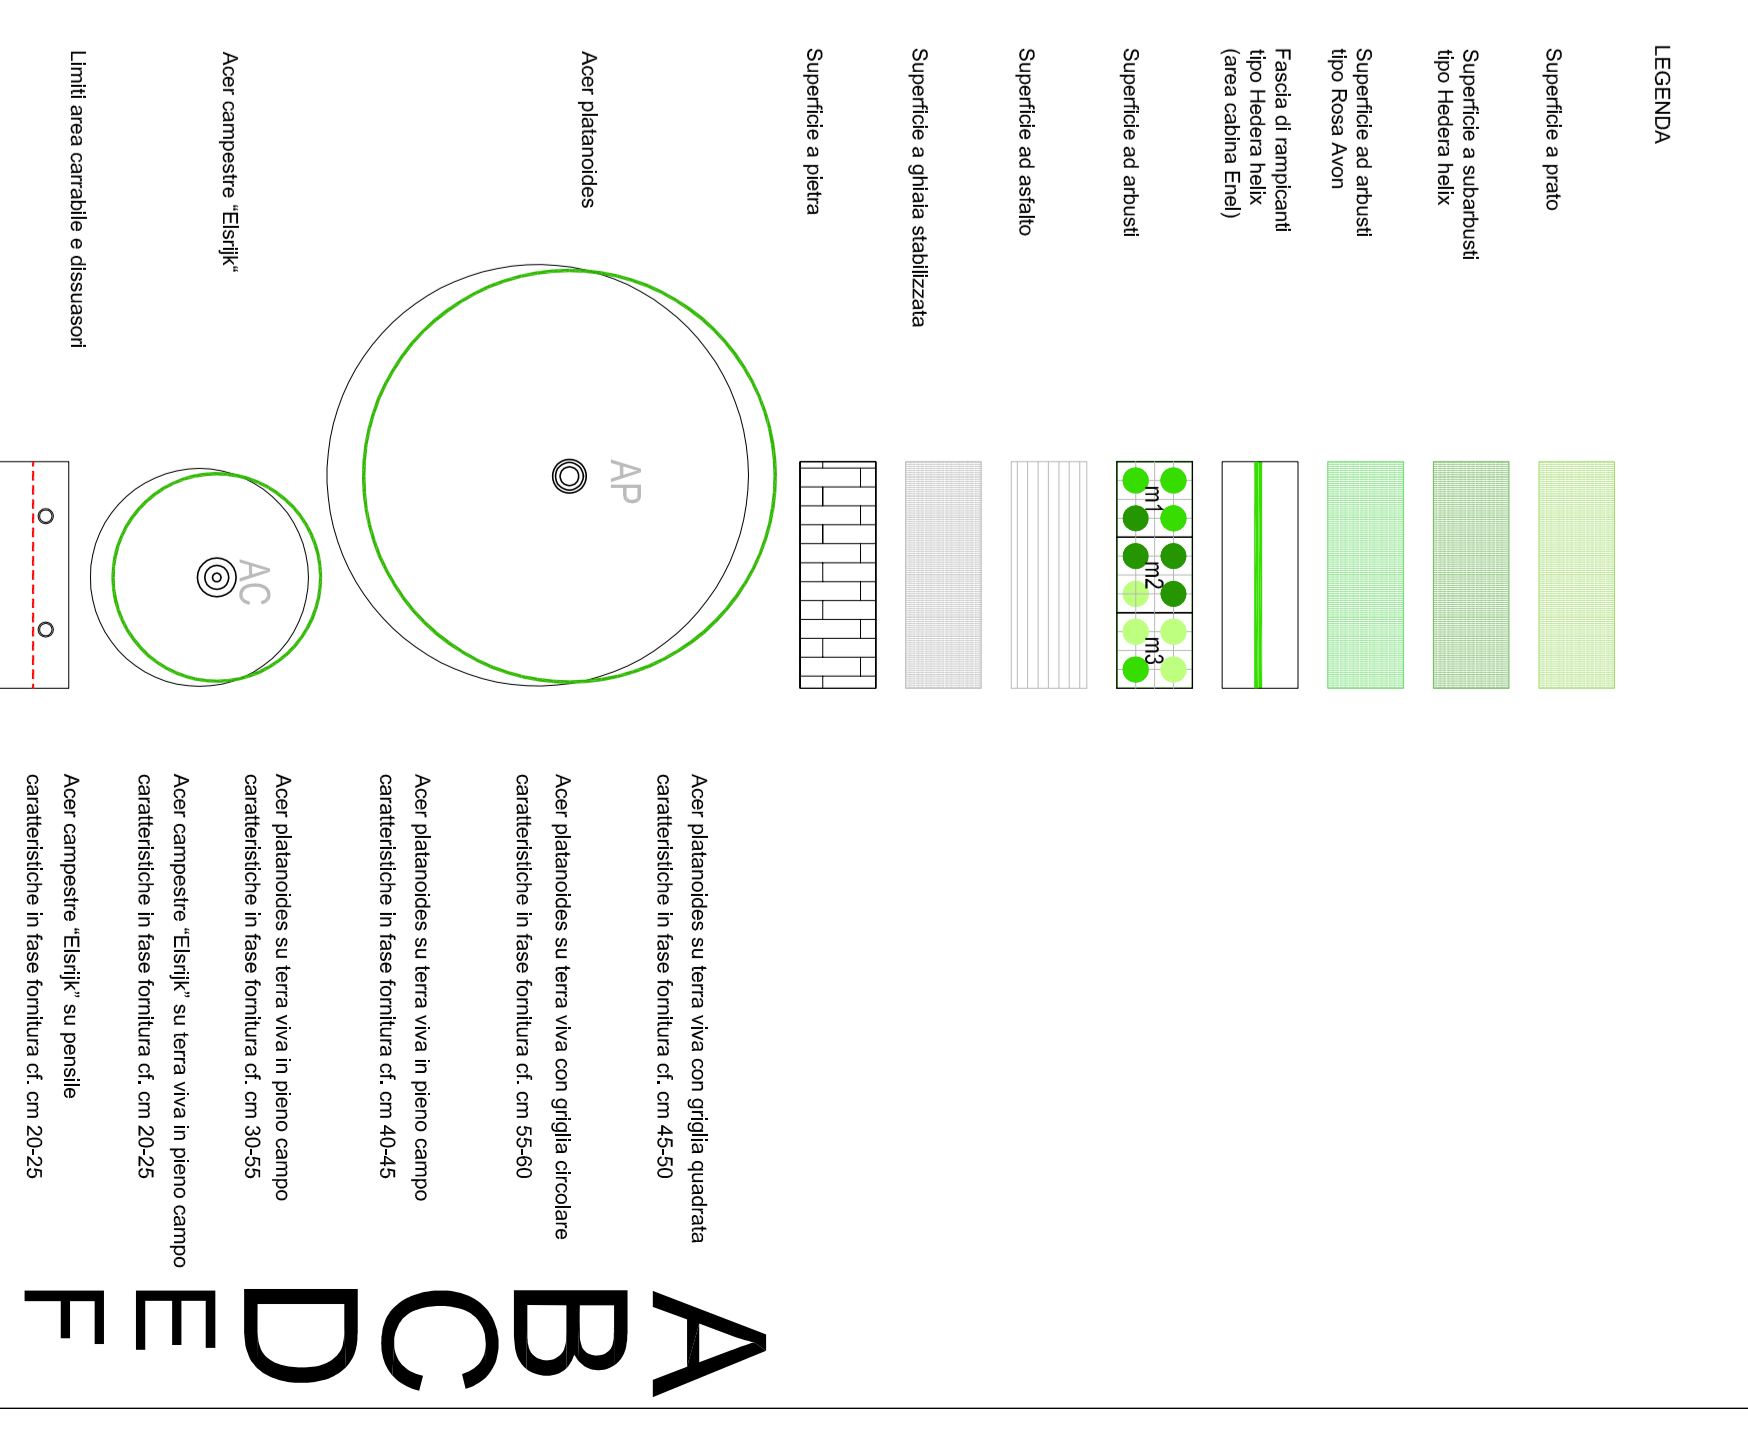 LEGENDA
Superficie a prato
Superficie a subarbusti
tipo Hedera helix
Superficie ad arbusti
tipo Rosa Avon
Fascia di rampicanti
tipo Hedera helix
(area cabina Enel)
Superficie ad arbusti
m1
m2
m3
Superficie ad asfalto
Superficie a ghiaia stabilizzata
Superficie a pietra
Acer platanoides
AP
Acer campestre “Elsrijk“
AC
Limiti area carrabile e dissuasori
Acer platanoides su terra viva con griglia quadrata
caratteristiche in fase fornitura cf. cm 45-50
A
Acer platanoides su terra viva con griglia circolare
caratteristiche in fase fornitura cf. cm 55-60
B
Acer platanoides su terra viva in pieno campo
caratteristiche in fase fornitura cf. cm 40-45
C
Acer platanoides su terra viva in pieno campo
caratteristiche in fase fornitura cf. cm 30-55
D
Acer campestre “Elsrijk” su terra viva in pieno campo
caratteristiche in fase fornitura cf. cm 20-25
E
Acer campestre “Elsrijk” su pensile
caratteristiche in fase fornitura cf. cm 20-25
F